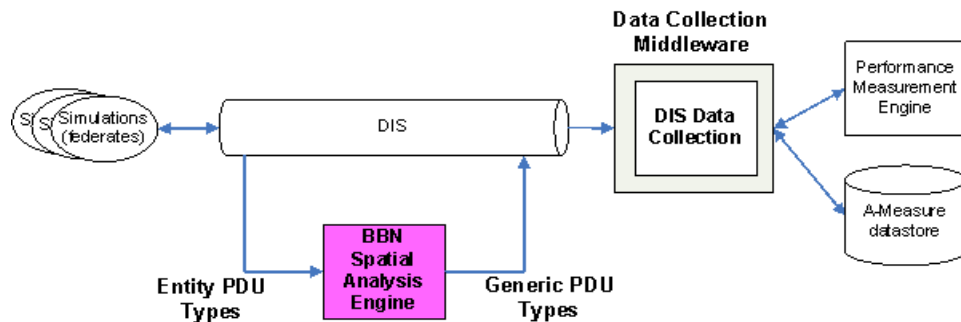 Data Collection
Middleware
S
S
Simulations
(federates)
DIS
DIS Data
Collection
Performance
Measurement
Engine
A-Measure
datastore
BBN
Spatial
Analysis
Engine
Entity PDU
Types
Generic PDU
Types